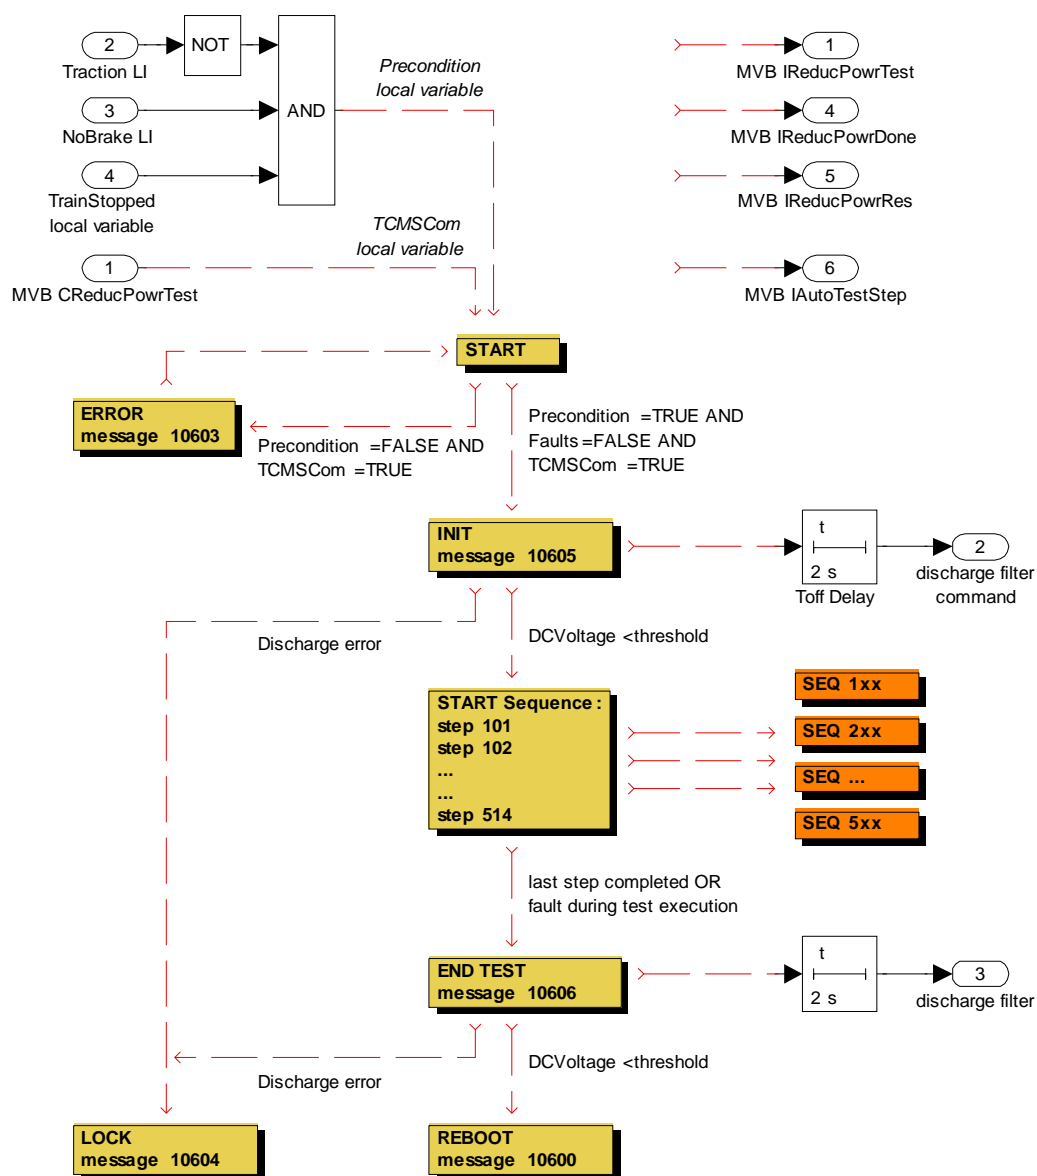 2
NOT
Traction LI
3
NoBrake LI
AND
4
TrainStopped
local variable
Precondition
local variable
TCMSCom
local variable
1
MVB CReducPowrTest
1
MVB IReducPowrTest
4
MVB IReducPowrDone
5
MVB IReducPowrRes
6
MVB IAutoTestStep
START
ERROR
message 10603
Precondition =FALSE AND
TCMSCom =TRUE
Precondition =TRUE AND
Faults =FALSE AND
TCMSCom =TRUE
INIT
message 10605
t
2 s
Toff Delay
2
discharge filter
command
Discharge error
DCVoltage <threshold
START Sequence :
step 101
step 102
...
...
step 514
SEQ 1xx
SEQ 2xx
SEQ ...
SEQ 5xx
last step completed OR
fault during test execution
END TEST
message 10606
t
2 s
3
discharge filter
Discharge error
DCVoltage <threshold
LOCK
message 10604
REBOOT
message 10600